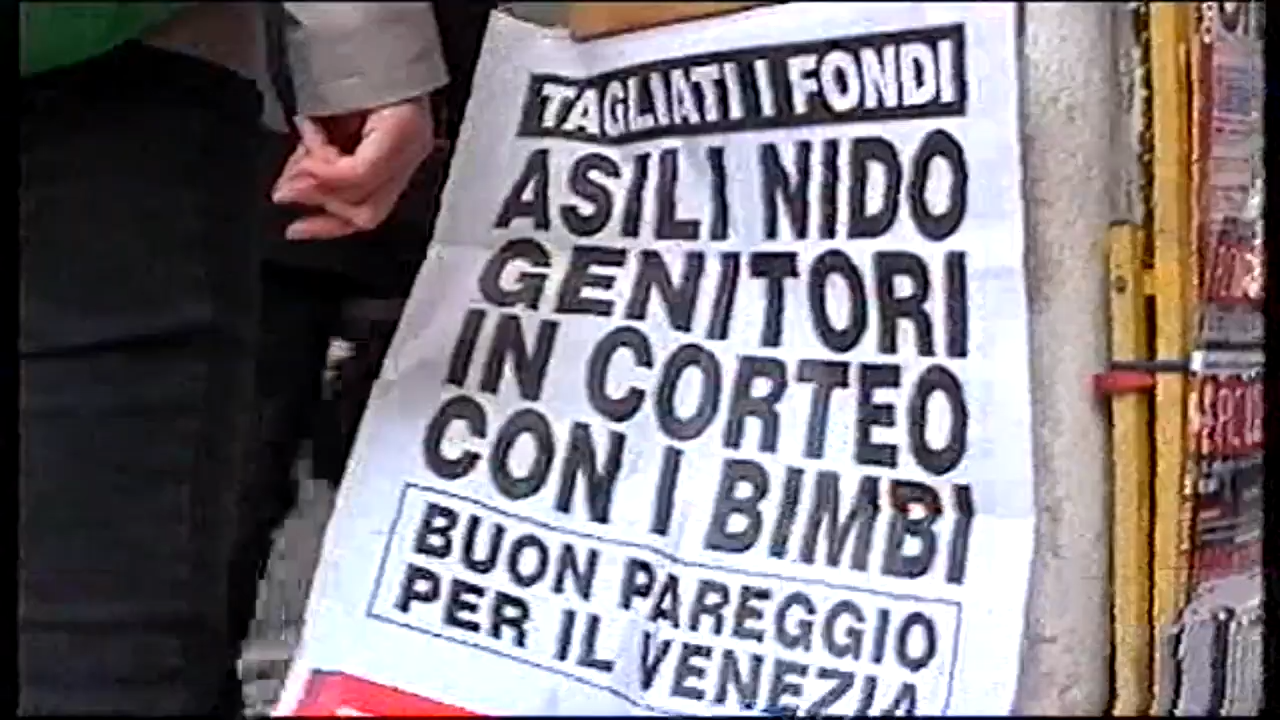 TAGLIATI I FONDI
ASILI NIDO
GENITORI
IN CORTEO
CON I BIMBI
BUON PAREGGIO
PER IL VENEZIA